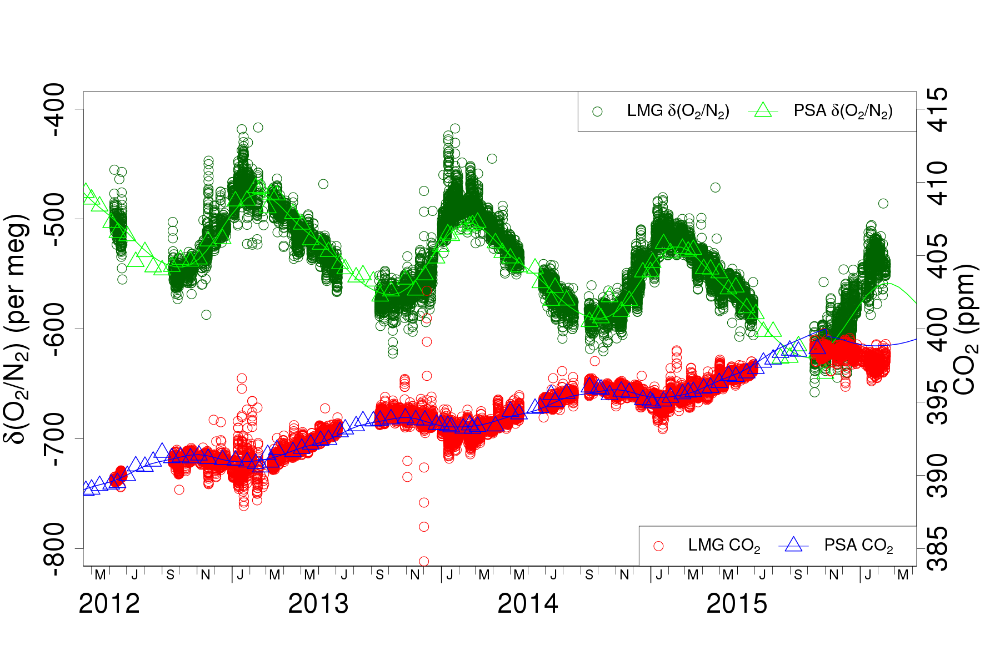 LMG δ(O₂/N₂) PSA δ(O₂/N₂)
δ(O₂/N₂) (per meg)
-400
-500
-600
-700
-800
415
410
405
400
395
390
385
CO₂ (ppm)
LMG CO₂ PSA CO₂
M J S N J M M J S N J M M J S N J M M J S N J M
2012 2013 2014 2015